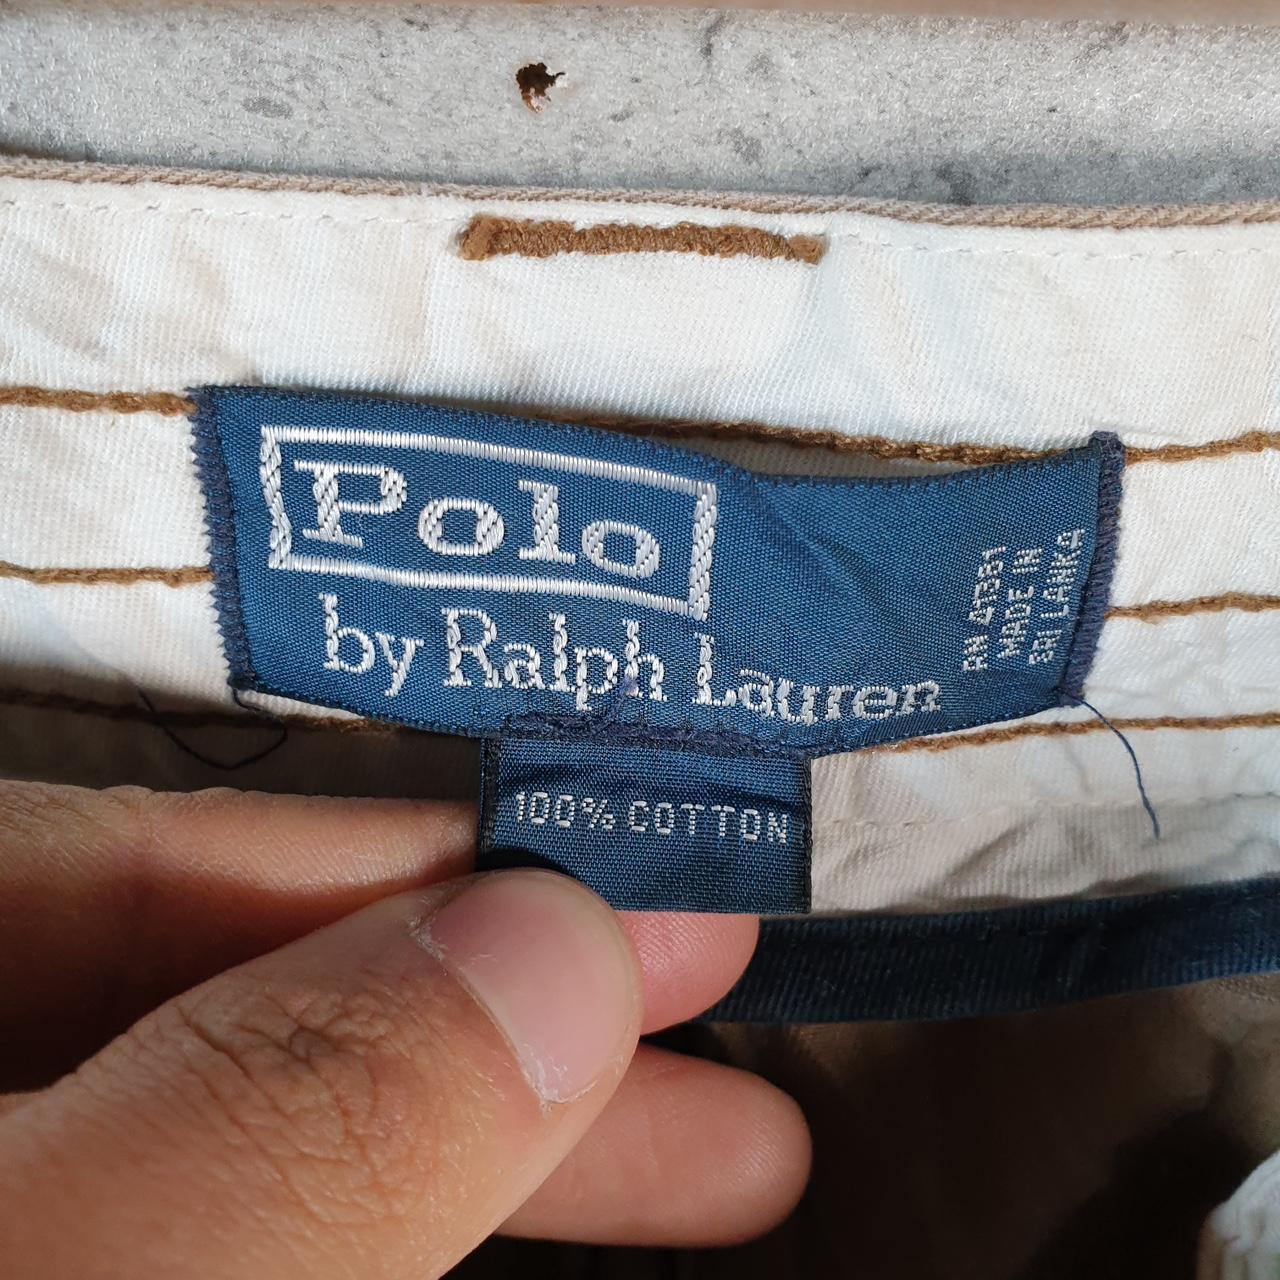 Polo
by Ralph Lauren
RN 41381
MADE IN
SRI LANKA
100% COTTON